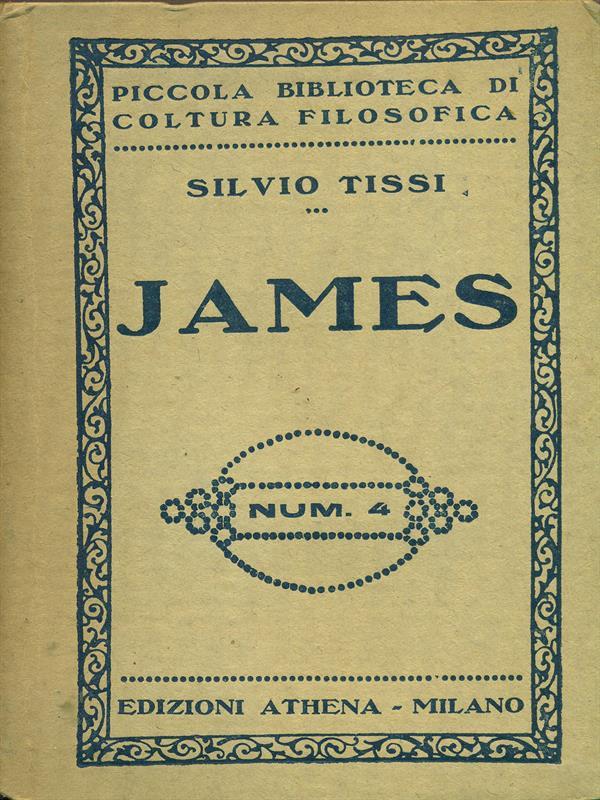 PICCOLA BIBLIOTECA DI
COLTURA FILOSOFICA
SILVIO TISSI
JAMES
NUM. 4
EDIZIONI ATHENA - MILANO